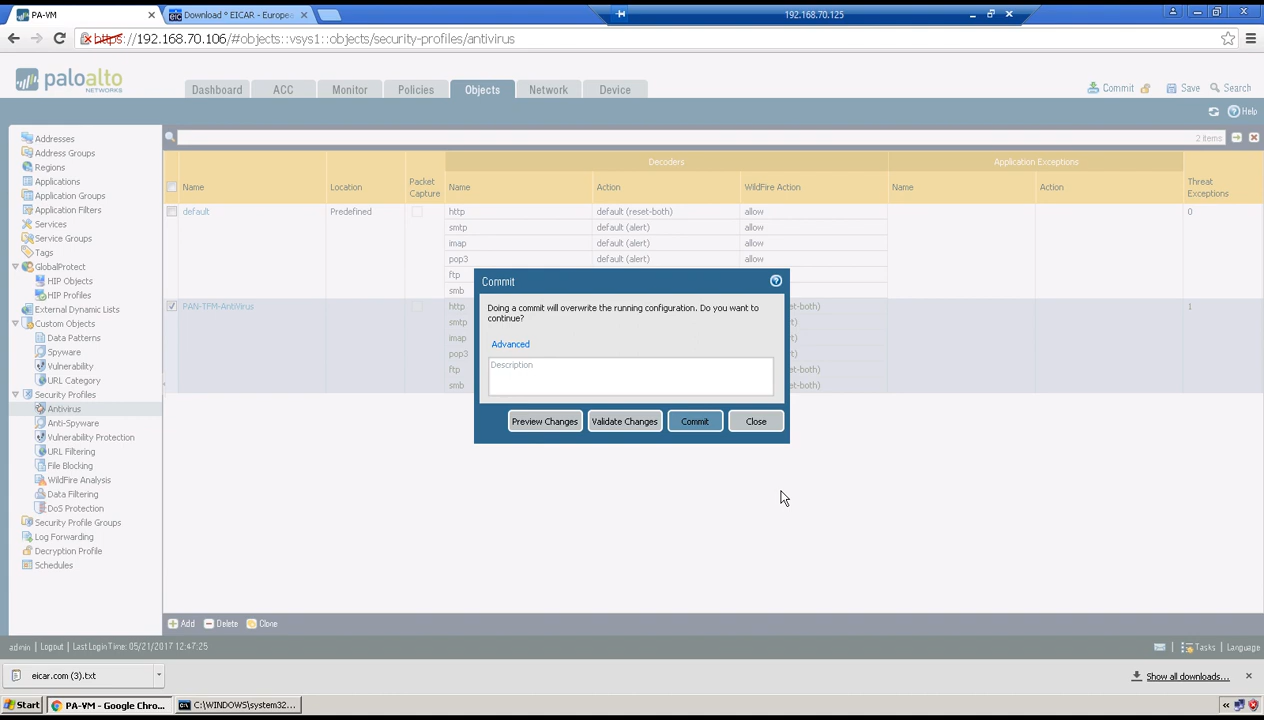 PA-VM
Download ° EICAR - Europe
192.168.70.125
https://192.168.70.106/#objects::vsys1::objects/security-profiles/antivirus
paloalto
NETWORKS
Dashboard
ACC
Monitor
Policies
Objects
Network
Device
Commit
Save
Search
Help
2 items
Addresses
Address Groups
Regions
Applications
Application Groups
Application Filters
Services
Service Groups
Tags
GlobalProtect
HIP Objects
HIP Profiles
External Dynamic Lists
Custom Objects
Data Patterns
Spyware
Vulnerability
URL Category
Security Profiles
Antivirus
Anti-Spyware
Vulnerability Protection
URL Filtering
File Blocking
WildFire Analysis
Data Filtering
DoS Protection
Security Profile Groups
Log Forwarding
Decryption Profile
Schedules
Decoders
Application Exceptions
Name
Location
Packet Capture
Name
Action
WildFire Action
Name
Action
Threat Exceptions
default
Predefined
http
default (reset-both)
allow
0
smtp
default (alert)
allow
imap
default (alert)
allow
pop3
default (alert)
allow
ftp
smb
PAN-TFM-AntiVirus
http
et-both)
1
smtp
t)
imap
t)
pop3
t)
ftp
et-both)
smb
et-both)
Commit
Doing a commit will overwrite the running configuration. Do you want to
continue?
Advanced
Description
Preview Changes
Validate Changes
Commit
Close
Add
Delete
Clone
admin | Logout | Last Login Time: 05/21/2017 12:47:25
Tasks | Language
eicar.com (3).txt
Show all downloads...
Start
PA-VM - Google Chro...
C:\WINDOWS\system32...